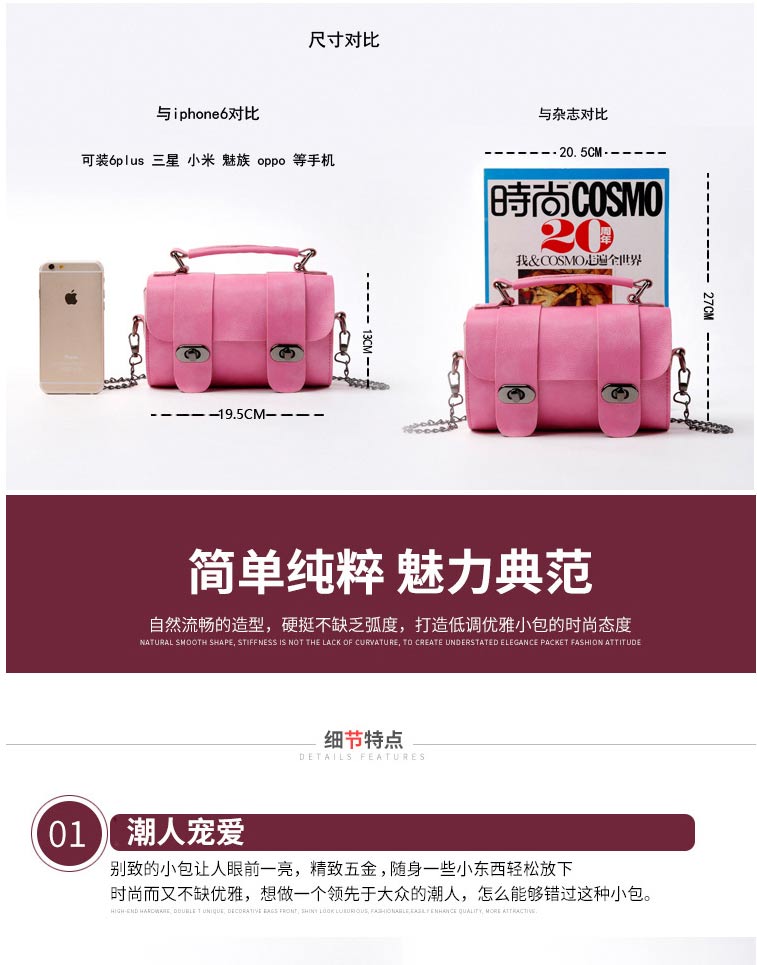 尺寸对比
与iphone6对比
可装6plus 三星 小米 魅族 oppo 等手机
13CM
19.5CM
与杂志对比
20.5CM
時尚COSMO
20周年
我&COSMO走遍全世界
27CM
简单纯粹 魅力典范
自然流畅的造型，硬挺不缺乏弧度，打造低调优雅小包的时尚态度
NATURAL SMOOTH SHAPE, STIFFNESS IS NOT THE LACK OF CURVATURE, TO CREATE UNDERSTATED ELEGANCE PACKET FASHION ATTITUDE
细节特点
DETAILS FEATURES
01 潮人宠爱
别致的小包让人眼前一亮，精致五金，随身一些小东西轻松放下
时尚而又不缺优雅，想做一个领先于大众的潮人，怎么能够错过这种小包。
HIGH-END HARDWARE, DOUBLE T UNIQUE, DECORATIVE BAGS FRONT, SHINY LOOK LUXURIOUS, FASHIONABLE,EASILY ENHANCE QUALITY, MORE ATTRACTIVE.